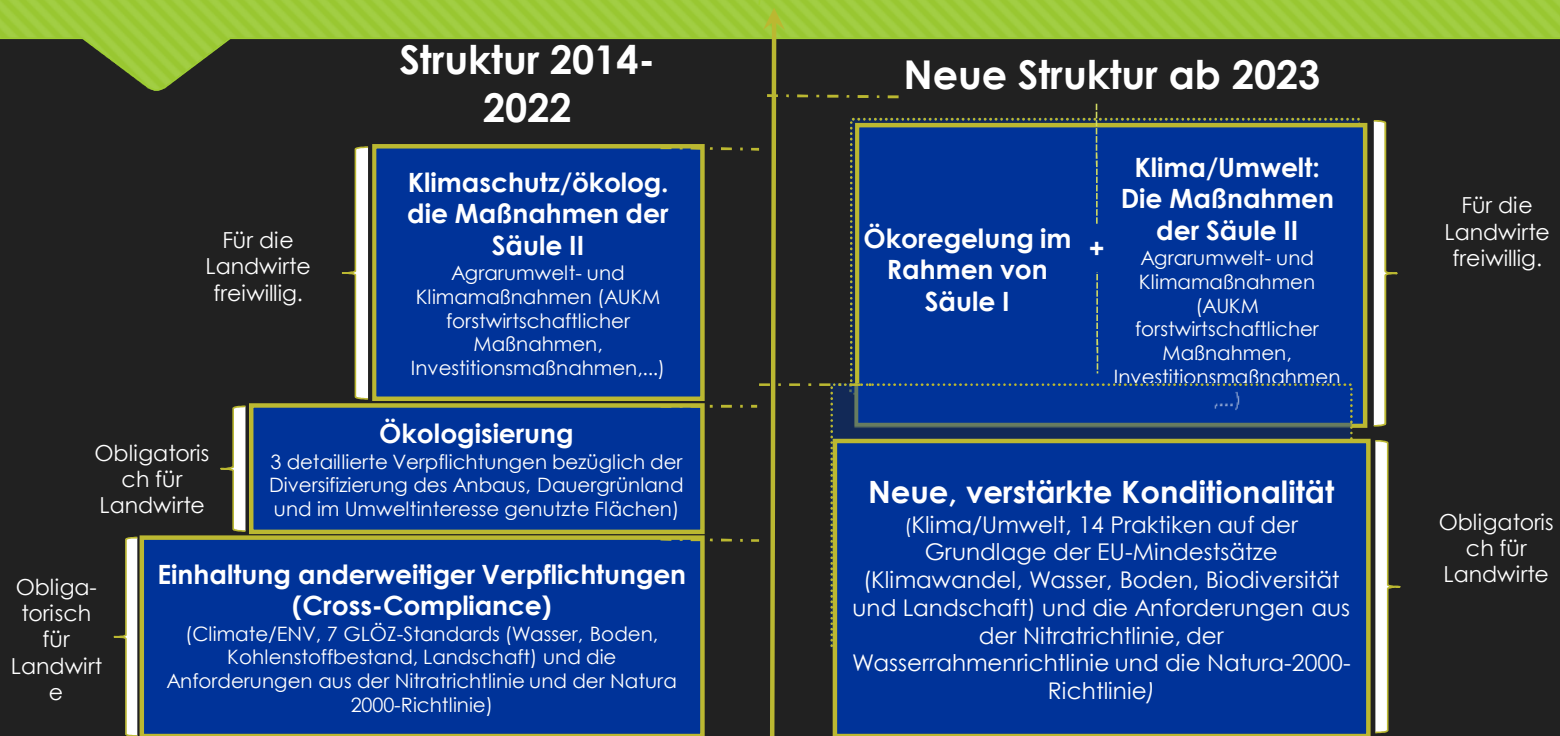 Struktur 2014-
2022
Für die
Landwirte
freiwillig.
Klimaschutz/ökolog.
die Maßnahmen der
Säule II
Agrarumwelt- und
Klimamaßnahmen (AUKM
forstwirtschaftlicher
Maßnahmen,
Investitionsmaßnahmen,...)
Obligatoris
ch für
Landwirte
Ökologisierung
3 detaillierte Verpflichtungen bezüglich der
Diversifizierung des Anbaus, Dauergrünland
und im Umweltinteresse genutzte Flächen)
Obliga-
torisch
für
Landwirt
e
Einhaltung anderweitiger Verpflichtungen
(Cross-Compliance)
(Climate/ENV, 7 GLÖZ-Standards (Wasser, Boden,
Kohlenstoffbestand, Landschaft) und die
Anforderungen aus der Nitratrichtlinie und der Natura
2000-Richtlinie)
Neue Struktur ab 2023
Ökoregelung im
Rahmen von
Säule I
+
Klima/Umwelt:
Die Maßnahmen
der Säule II
Agrarumwelt- und
Klimamaßnahmen
(AUKM
forstwirtschaftlicher
Maßnahmen,
Investitionsmaßnahmen
,...)
Für die
Landwirte
freiwillig.
Neue, verstärkte Konditionalität
(Klima/Umwelt, 14 Praktiken auf der
Grundlage der EU-Mindestsätze
(Klimawandel, Wasser, Boden, Biodiversität
und Landschaft) und die Anforderungen aus
der Nitratrichtlinie, der
Wasserrahmenrichtlinie und die Natura-2000-
Richtlinie)
Obligatoris
ch für
Landwirte